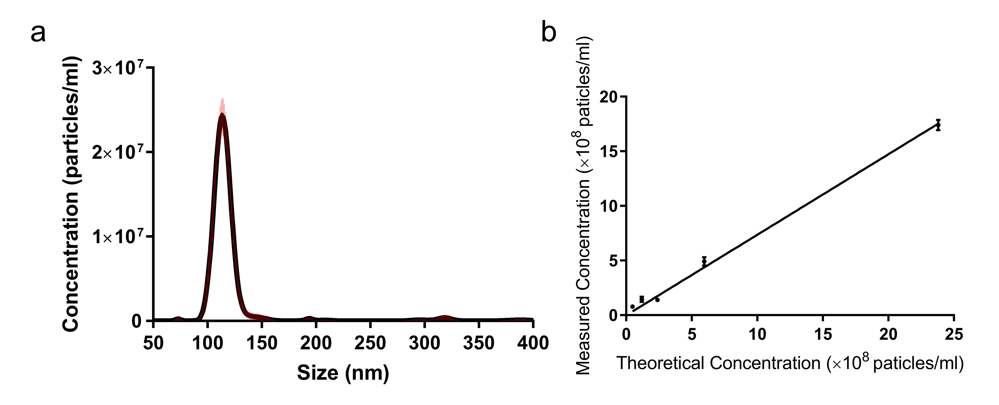 a
Concentration (particles/ml)
3×10⁷
2×10⁷
1×10⁷
0
50 100 150 200 250 300 350 400
Size (nm)
b
Measured Concentration (×10⁸ paticles/ml)
20
15
10
5
0
0 5 10 15 20 25
Theoretical Concentration (×10⁸ paticles/ml)